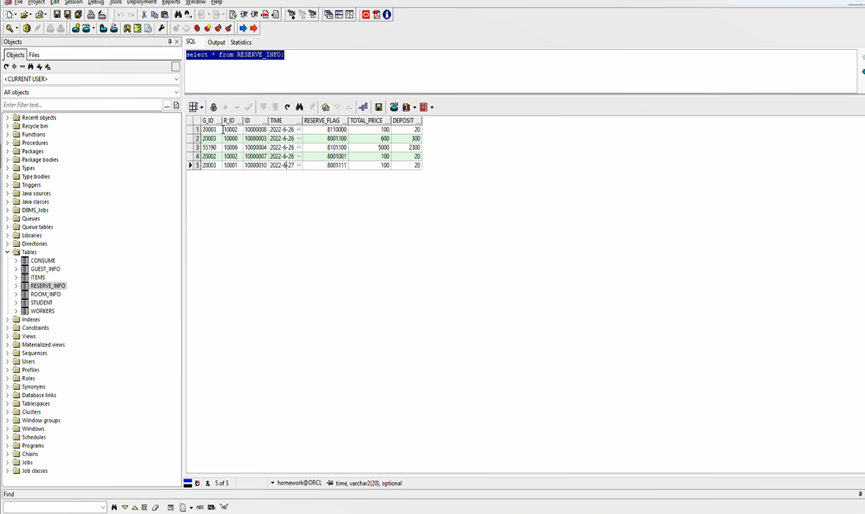 File Project Edit Session Debug Tools Deployment Reports Window Help
Objects
SQL Output Statistics
Objects Files
select * from RESERVE_INFO;
<CURRENT USER>
All objects
Enter filter text...
G_ID R_ID ID TIME RESERVE_FLAG TOTAL_PRICE DEPOSIT
1 20003 10002 10000008 2022-6-26 8110000 100 20
2 20003 10000 10000003 2022-6-26 8001100 600 300
3 55190 10006 10000004 2022-6-26 8101100 5000 2300
4 20002 10002 10000007 2022-6-26 8001001 100 20
5 20003 10001 10000010 2022-6-27 8001111 100 20
Recent objects
Recycle bin
Functions
Procedures
Packages
Package bodies
Types
Type bodies
Triggers
Java sources
Java classes
DBMS_Jobs
Queues
Queue tables
Libraries
Directories
Tables
CONSUME
GUEST_INFO
ITEMS
RESERVE_INFO
ROOM_INFO
STUDENT
WORKERS
Indexes
Constraints
Views
Materialized views
Sequences
Users
Profiles
Roles
Synonyms
Database links
Tablespaces
Clusters
Window groups
Windows
Schedules
Programs
Chains
Jobs
Job classes
& 5 of 5 homework@ORCL time, varchar2(20), optional
Find
ABC "AB"